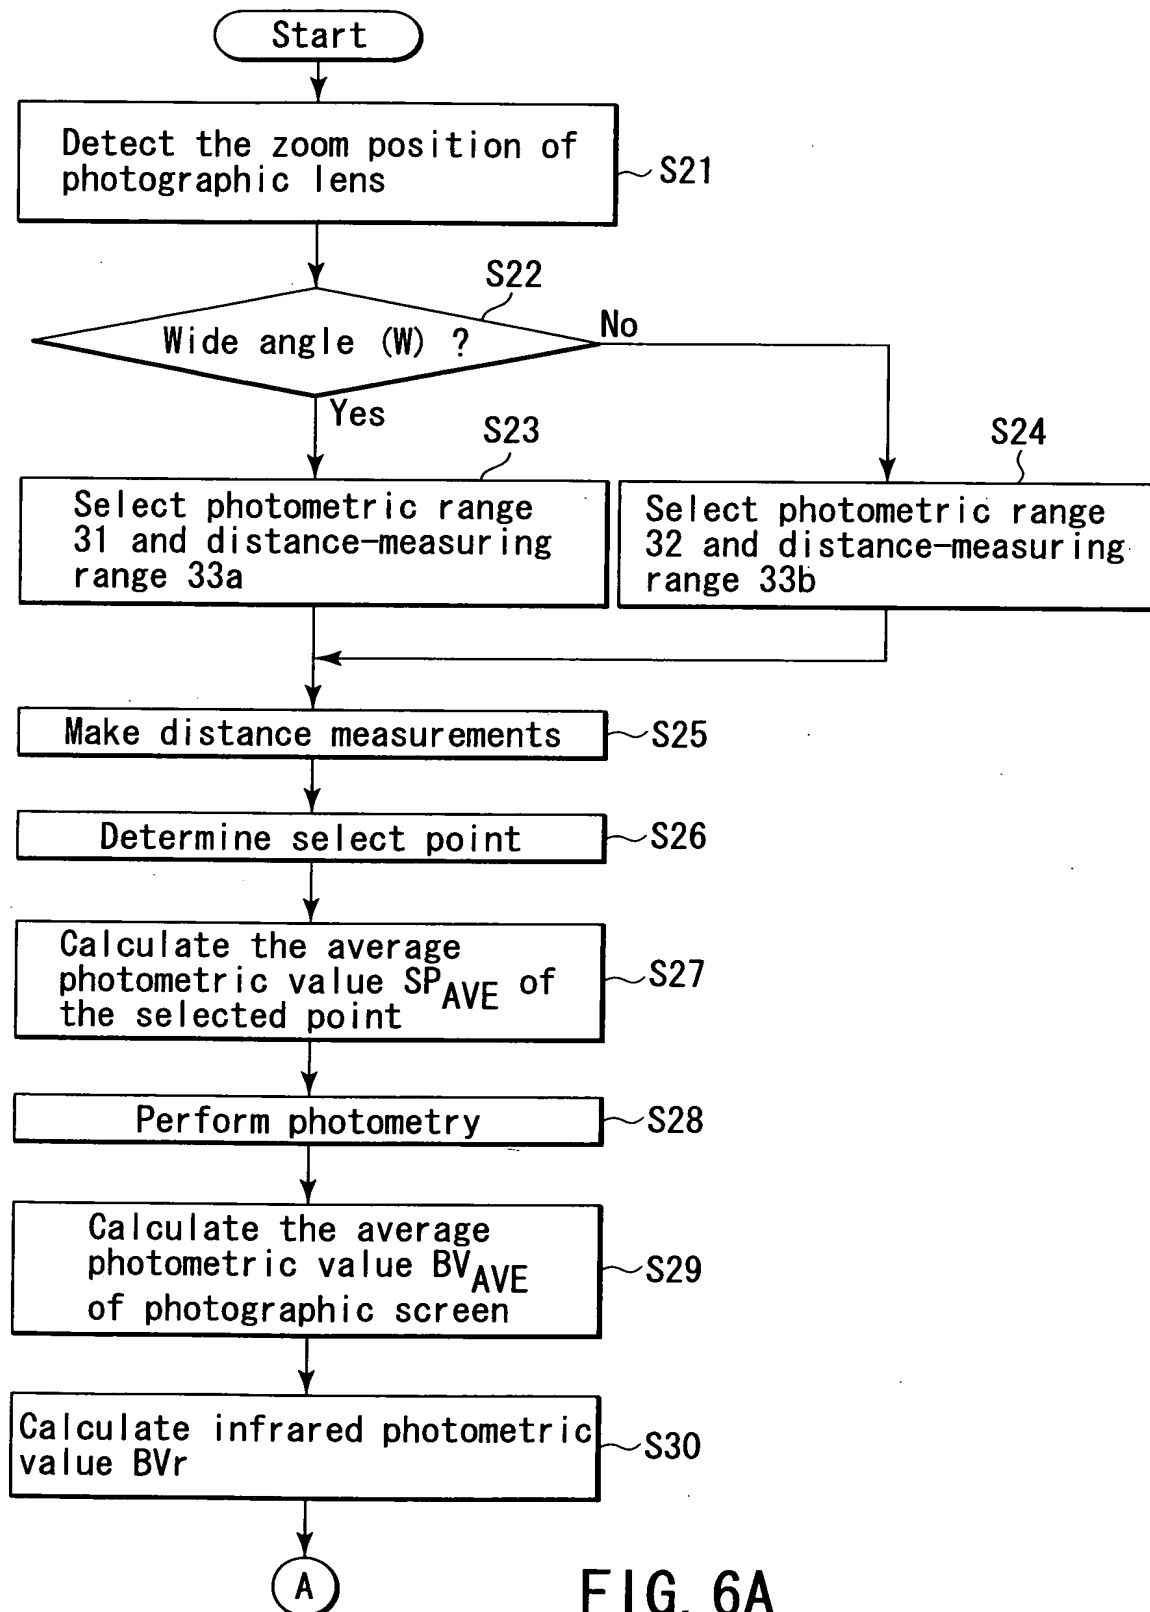 Start
Detect the zoom position of
photographic lens
S21
S22
Wide angle (W) ?
No
Yes
S23
S24
Select photometric range
31 and distance-measuring
range 33a
Select photometric range
32 and distance-measuring
range 33b
Make distance measurements
S25
Determine select point
S26
Calculate the average
photometric value SPAVE of
the selected point
S27
Perform photometry
S28
Calculate the average
photometric value BVAVE
of photographic screen
S29
Calculate infrared photometric
value BVr
S30
A
FIG. 6A